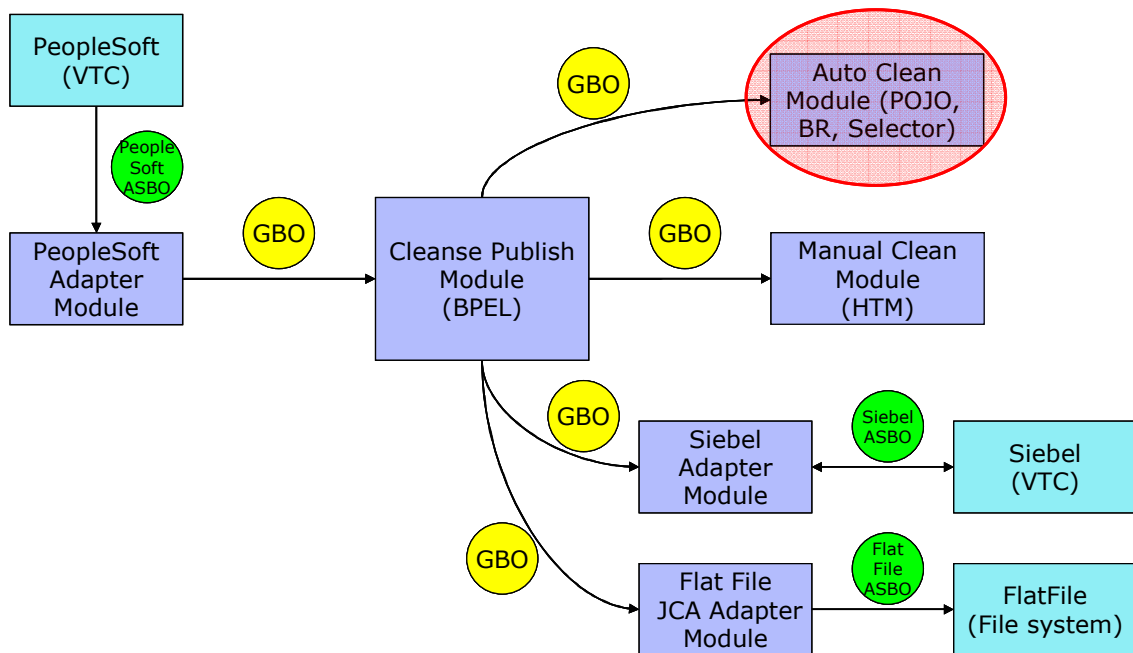 PeopleSoft
(VTC)
GBO
Auto Clean
Module (POJO,
BR, Selector)
People
Soft
ASBO
PeopleSoft
Adapter
Module
GBO
Cleanse Publish
Module
(BPEL)
GBO
Manual Clean
Module
(HTM)
GBO
Siebel
Adapter
Module
Siebel
ASBO
Siebel
(VTC)
GBO
Flat File
JCA Adapter
Module
Flat
File
ASBO
FlatFile
(File system)